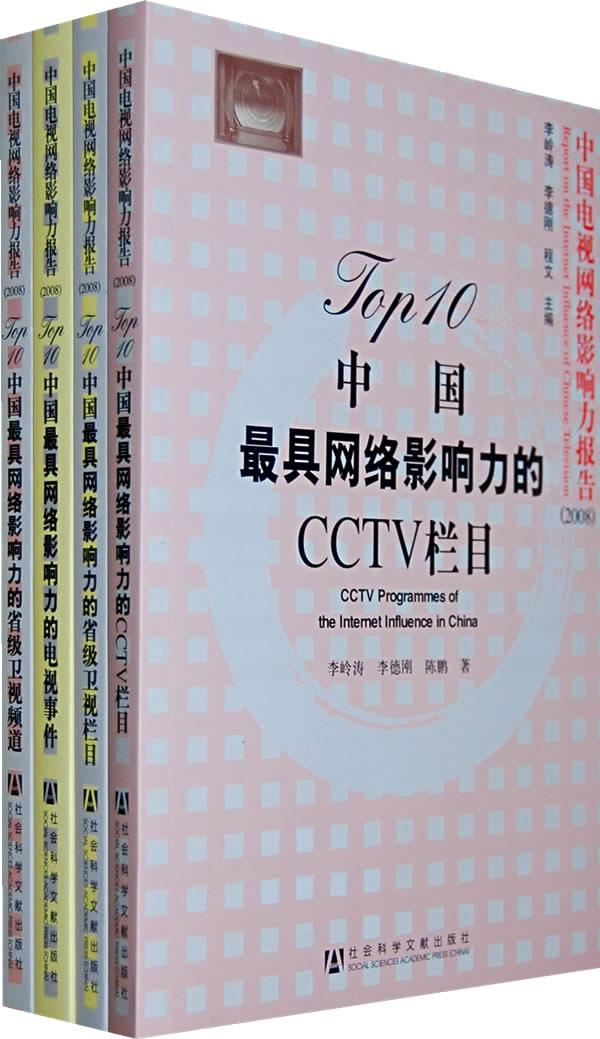 中国电视网络影响力报告
(2008)
Top 10
中国最具网络影响力的省级卫视频道
社会科学文献出版社
中国电视网络影响力报告
(2008)
Top 10
中国最具网络影响力的电视事件
社会科学文献出版社
中国电视网络影响力报告
(2008)
Top 10
中国最具网络影响力的省级卫视栏目
社会科学文献出版社
中国电视网络影响力报告
(2008)
Top 10
中国最具网络影响力的CCTV栏目
社会科学文献出版社
中国电视网络影响力报告
(2008)
Report on the Internet Influence of Chinese Television
李岭涛 李德刚 程文 主编
Top10
中国
最具网络影响力的
CCTV栏目
CCTV Programmes of
the Internet Influence in China
李岭涛 李德刚 陈鹏 著
社会科学文献出版社
SOCIAL SCIENCES ACADEMIC PRESS (CHINA)